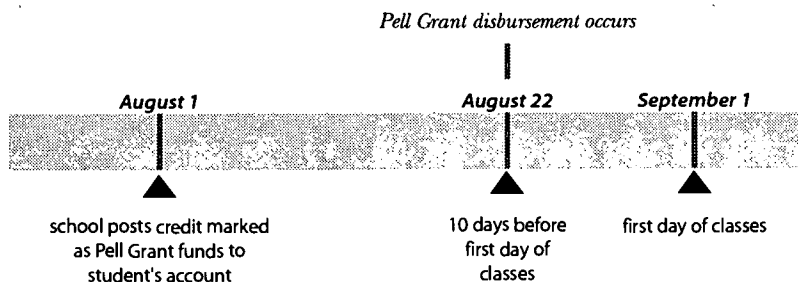 Pell Grant disbursement occurs
August 1
August 22
September 1
school posts credit marked
as Pell Grant funds to
student's account
10 days before
first day of
classes
first day of classes